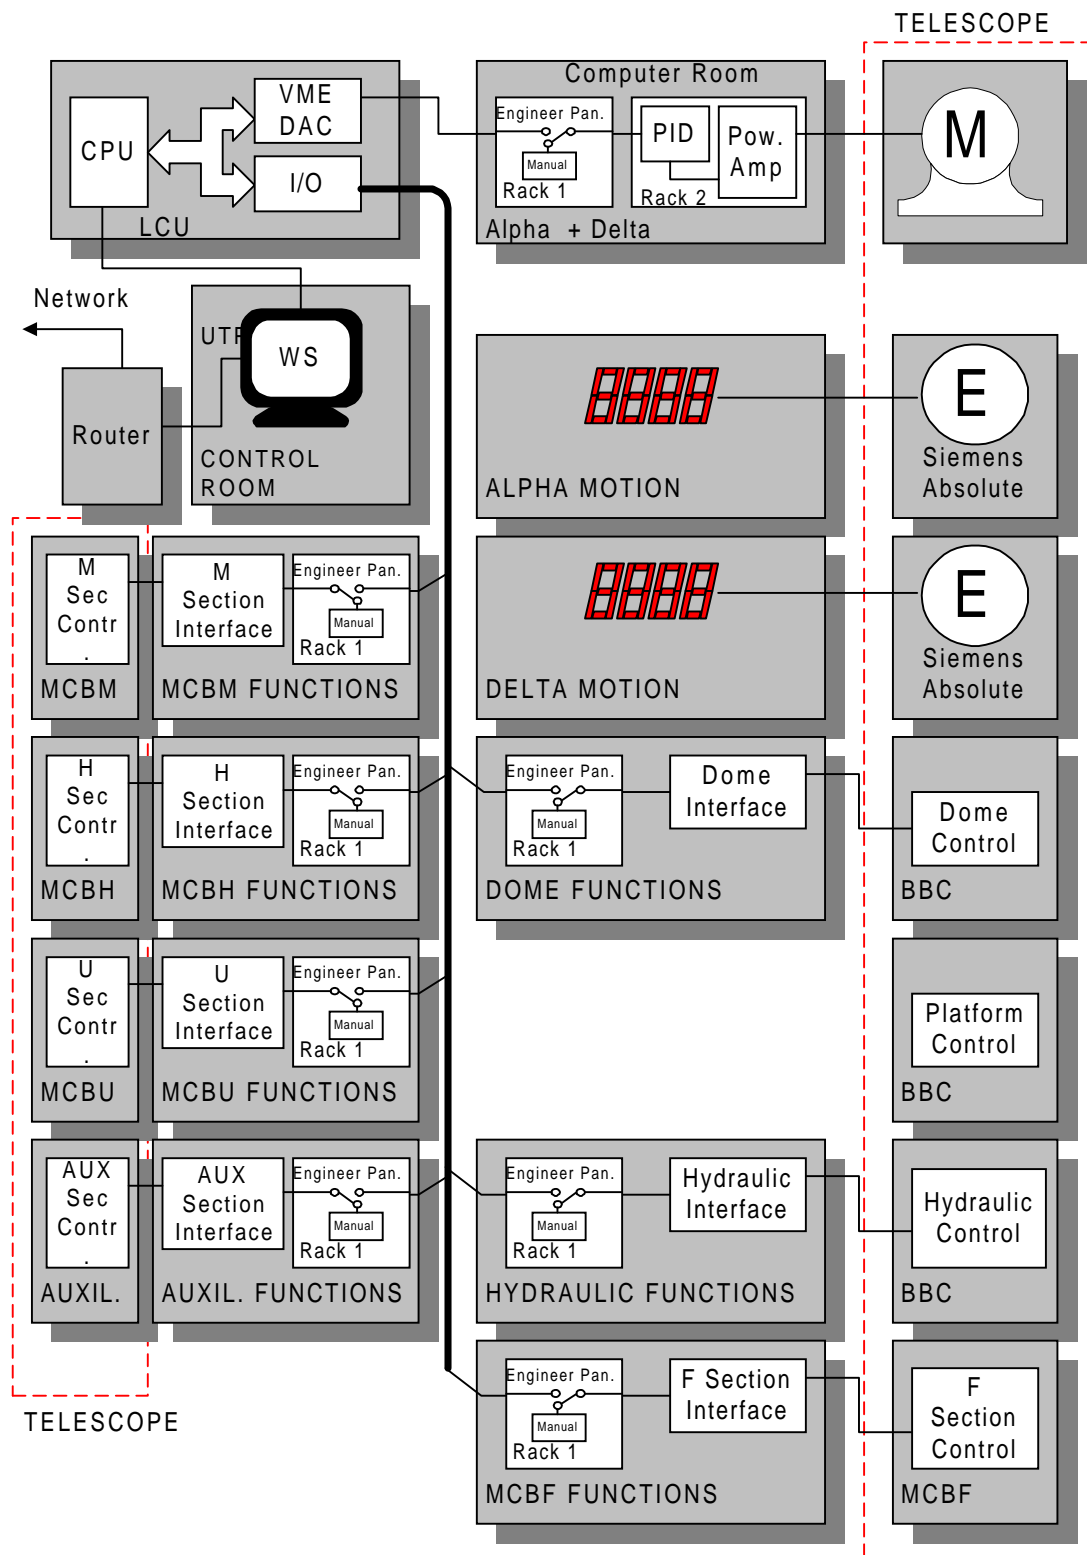 TELESCOPE
CPU
VME
DAC
I/O
LCU
Computer Room
Engineer Pan.
Manual
Rack 1
PID
Pow.
Amp
Rack 2
Alpha + Delta
M
Network
Router
WS
CONTROL
ROOM
8888
ALPHA MOTION
E
Siemens
Absolute
M
Sec
Contr
.
MCBM
M
Section
Interface
Engineer Pan.
Manual
Rack 1
MCBM FUNCTIONS
8888
DELTA MOTION
E
Siemens
Absolute
H
Sec
Contr
.
MCBH
H
Section
Interface
Engineer Pan.
Manual
Rack 1
MCBH FUNCTIONS
Engineer Pan.
Manual
Rack 1
Dome
Interface
DOME FUNCTIONS
Dome
Control
BBC
U
Sec
Contr
.
MCBU
U
Section
Interface
Engineer Pan.
Manual
Rack 1
MCBU FUNCTIONS
Platform
Control
BBC
AUX
Sec
Contr
.
AUXIL.
AUX
Section
Interface
Engineer Pan.
Manual
Rack 1
AUXIL. FUNCTIONS
Engineer Pan.
Manual
Rack 1
Hydraulic
Interface
HYDRAULIC FUNCTIONS
Hydraulic
Control
BBC
TELESCOPE
Engineer Pan.
Manual
Rack 1
F Section
Interface
MCBF FUNCTIONS
F
Section
Control
MCBF